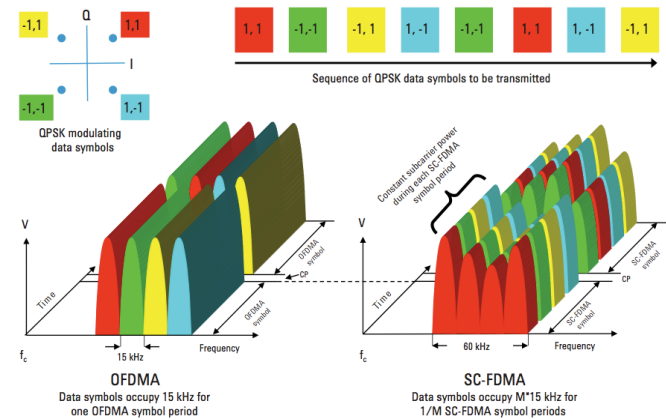 Q
-1,1
1,1
I
-1,-1
1,-1
QPSK modulating
data symbols
1, 1
-1,-1
-1, 1
1, -1
-1,-1
1, 1
1, -1
-1, 1
Sequence of QPSK data symbols to be transmitted
V
Time
OFDMA
symbol
CP
OFDMA
symbol
15 kHz
Frequency
fc
OFDMA
Data symbols occupy 15 kHz for
one OFDMA symbol period
Constant subcarrier power
during each SC-FDMA
symbol period
V
Time
SC-FDMA
symbol
CP
SC-FDMA
symbol
60 kHz
Frequency
fc
SC-FDMA
Data symbols occupy M*15 kHz for
1/M SC-FDMA symbol periods